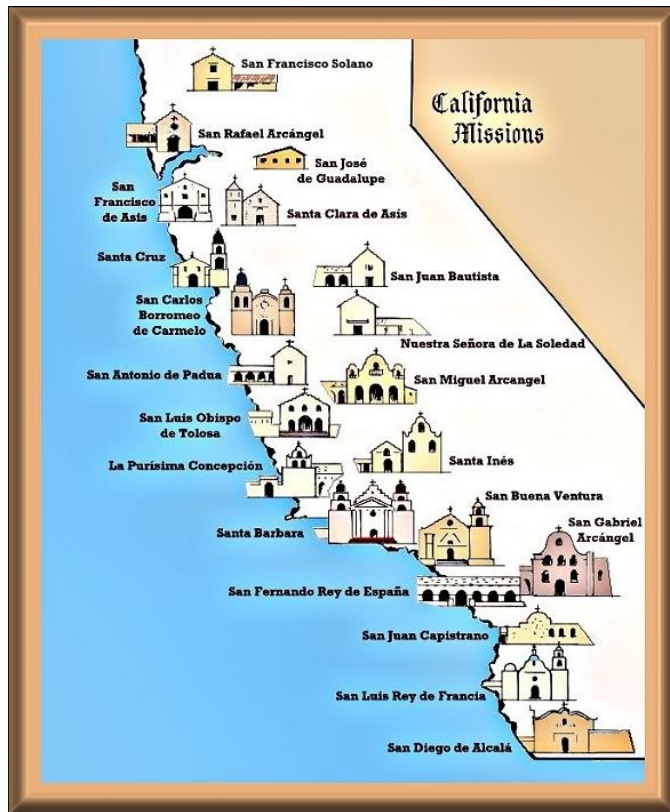 San Francisco Solano
California
Missions
San Rafael Arcángel
San José
de Guadalupe
San
Francisco
de Asis
Santa Clara de Asís
Santa Cruz
San Juan Bautista
San Carlos
Borromeo
de Carmelo
Nuestra Señora de La Soledad
San Antonio de Padua
San Miguel Arcangel
San Luis Obispo
de Tolosa
La Purísima Concepción
Santa Inés
San Buena Ventura
Santa Barbara
San Gabriel
Arcángel
San Fernando Rey de España
San Juan Capistrano
San Luis Rey de Francia
San Diego de Alcalá